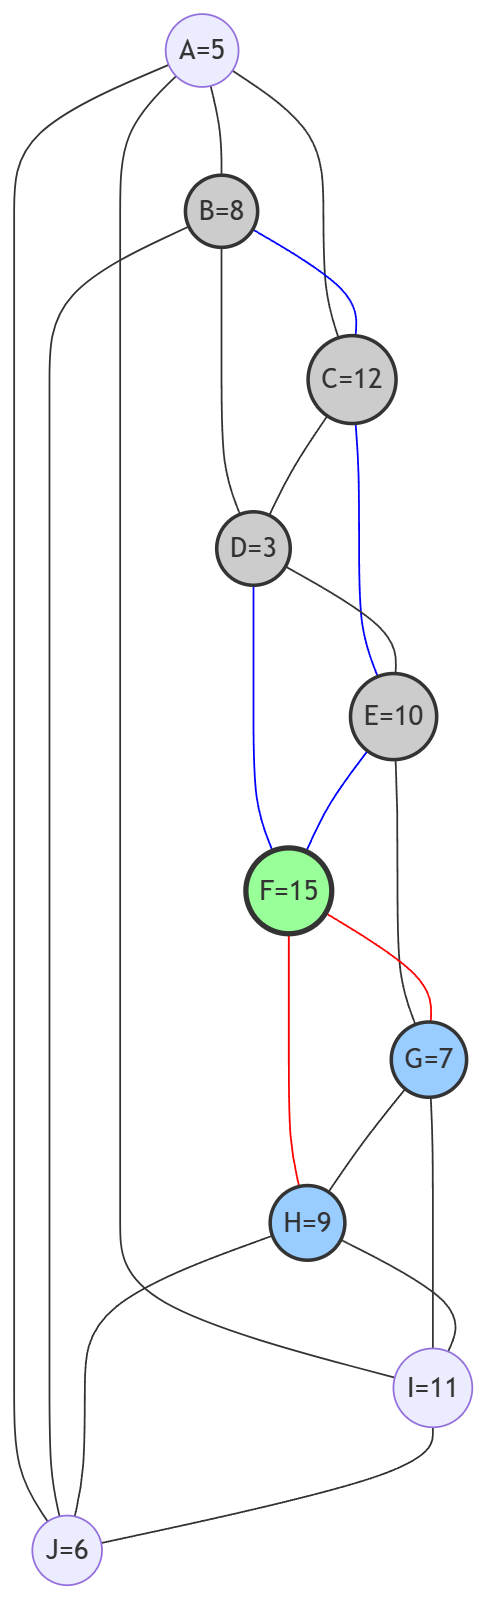 A=5
B=8
C=12
D=3
E=10
F=15
G=7
H=9
I=11
J=6